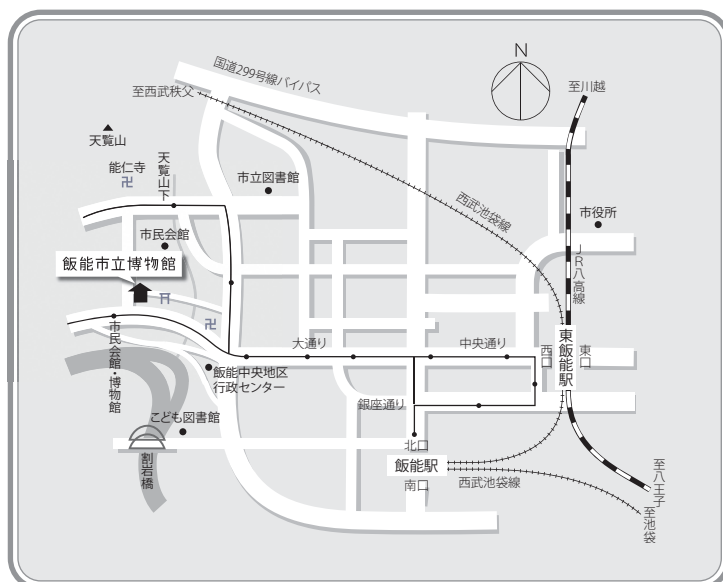 N
国道299号線バイパス
至西武秩父
至川越
天覧山
能仁寺
天覧山下
市立図書館
西武池袋線
市役所
市民会館
飯能市立博物館
JR八高線
市民会館・博物館
大通り
中央通り
西口
東飯能駅
東口
飯能中央地区
行政センター
銀座通り
こども図書館
割岩橋
北口
飯能駅
南口
西武池袋線
至八王子
至池袋